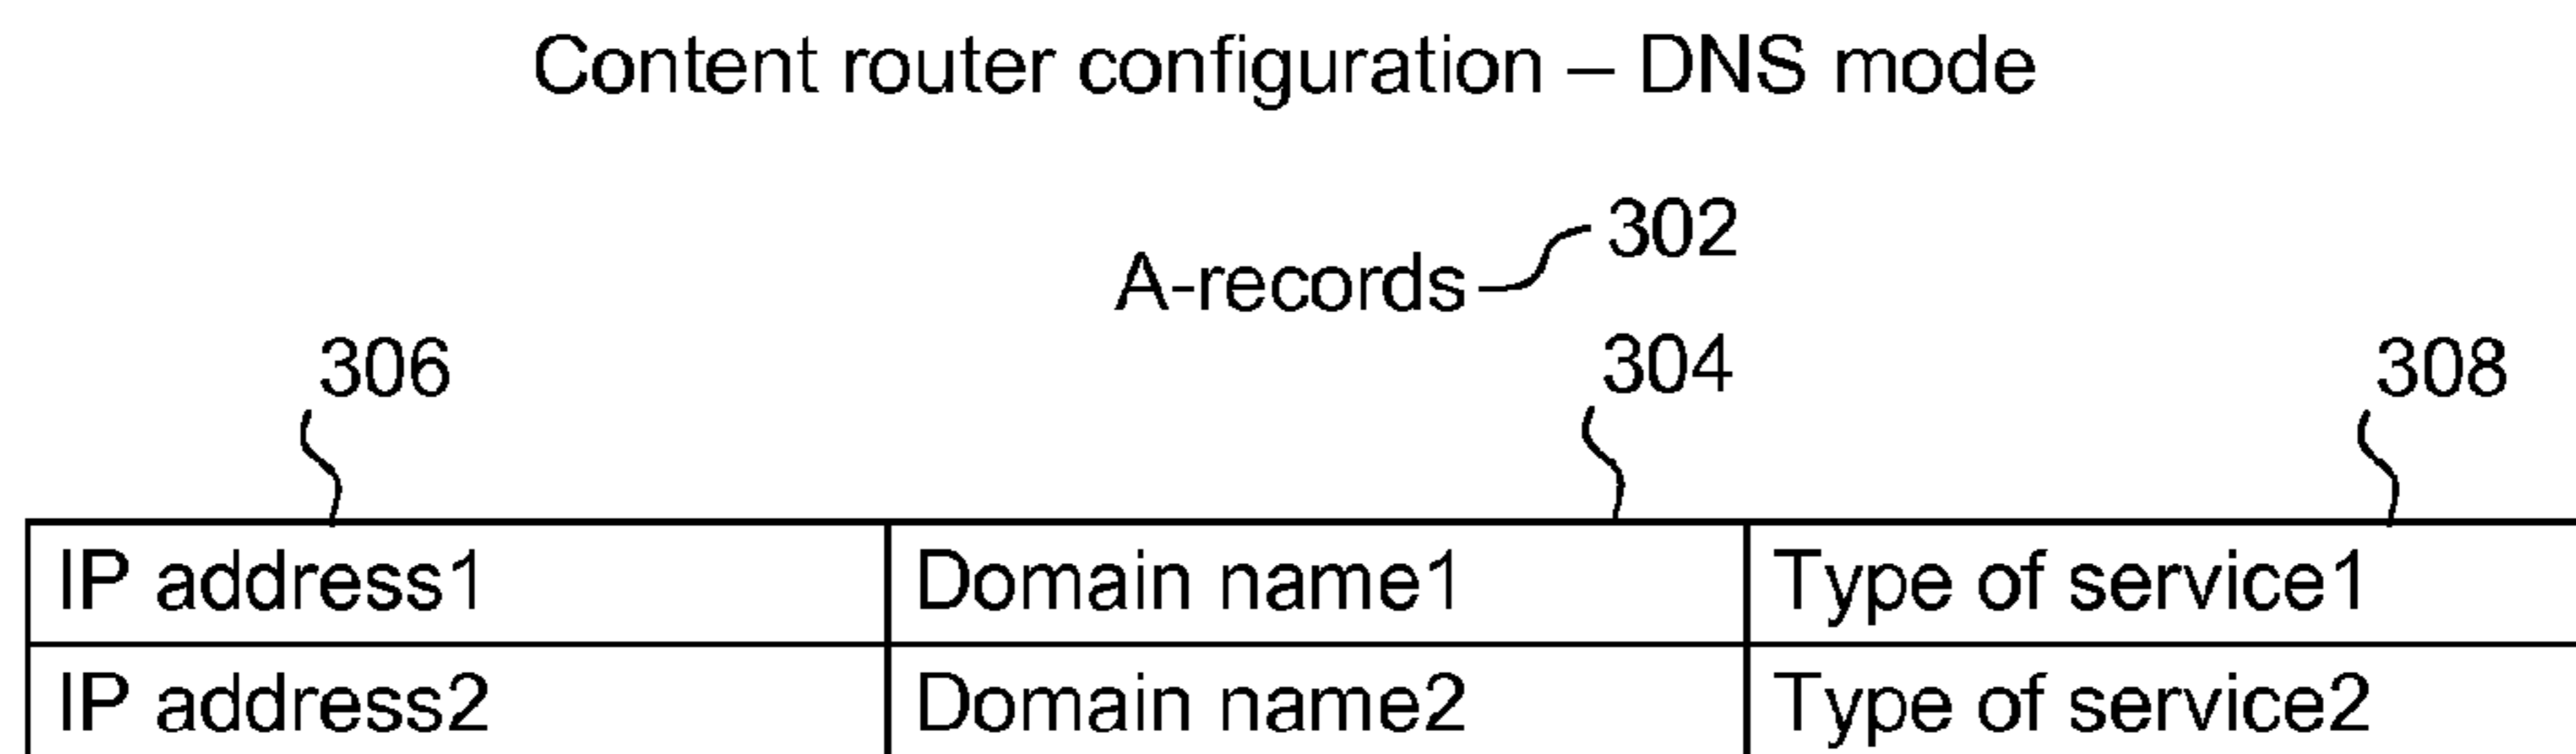 Content router configuration – DNS mode
302
A-records
306 304 308
IP address1 Domain name1 Type of service1
IP address2 Domain name2 Type of service2